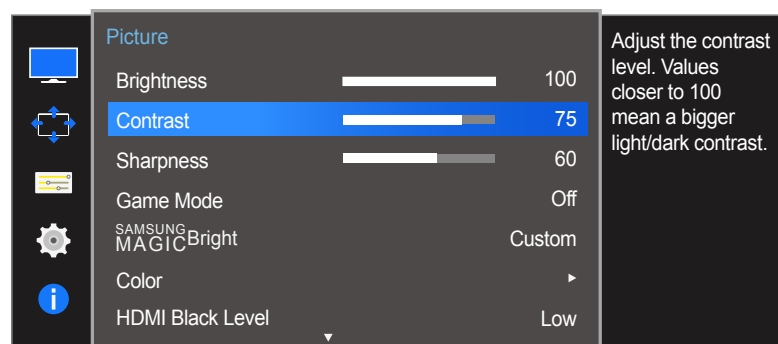 Picture
Brightness 100
Contrast 75
Sharpness 60
Game Mode Off
SAMSUNG
MAGICBright Custom
Color
HDMI Black Level Low
Adjust the contrast
level. Values
closer to 100
mean a bigger
light/dark contrast.